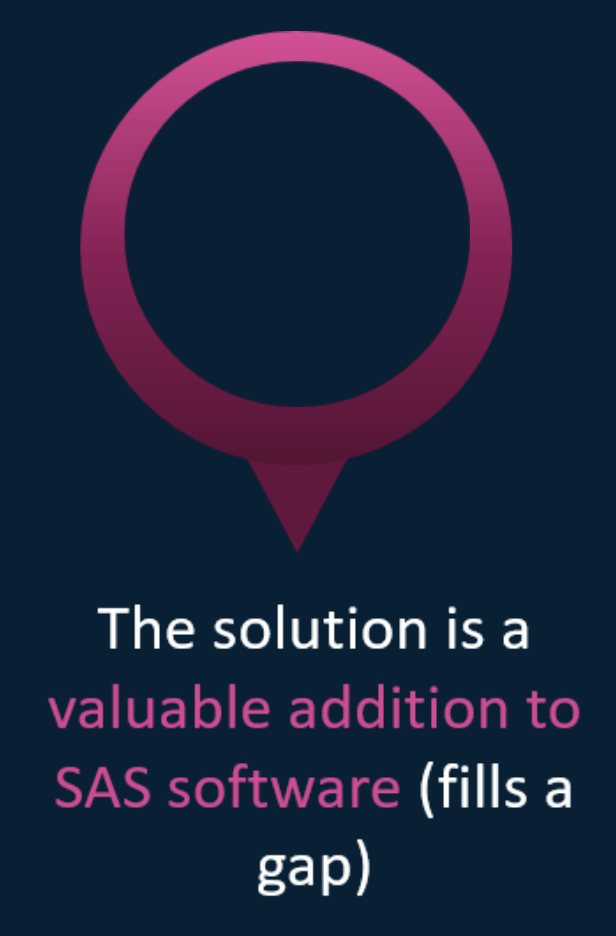 The solution is a
valuable addition to
SAS software (fills a
gap)